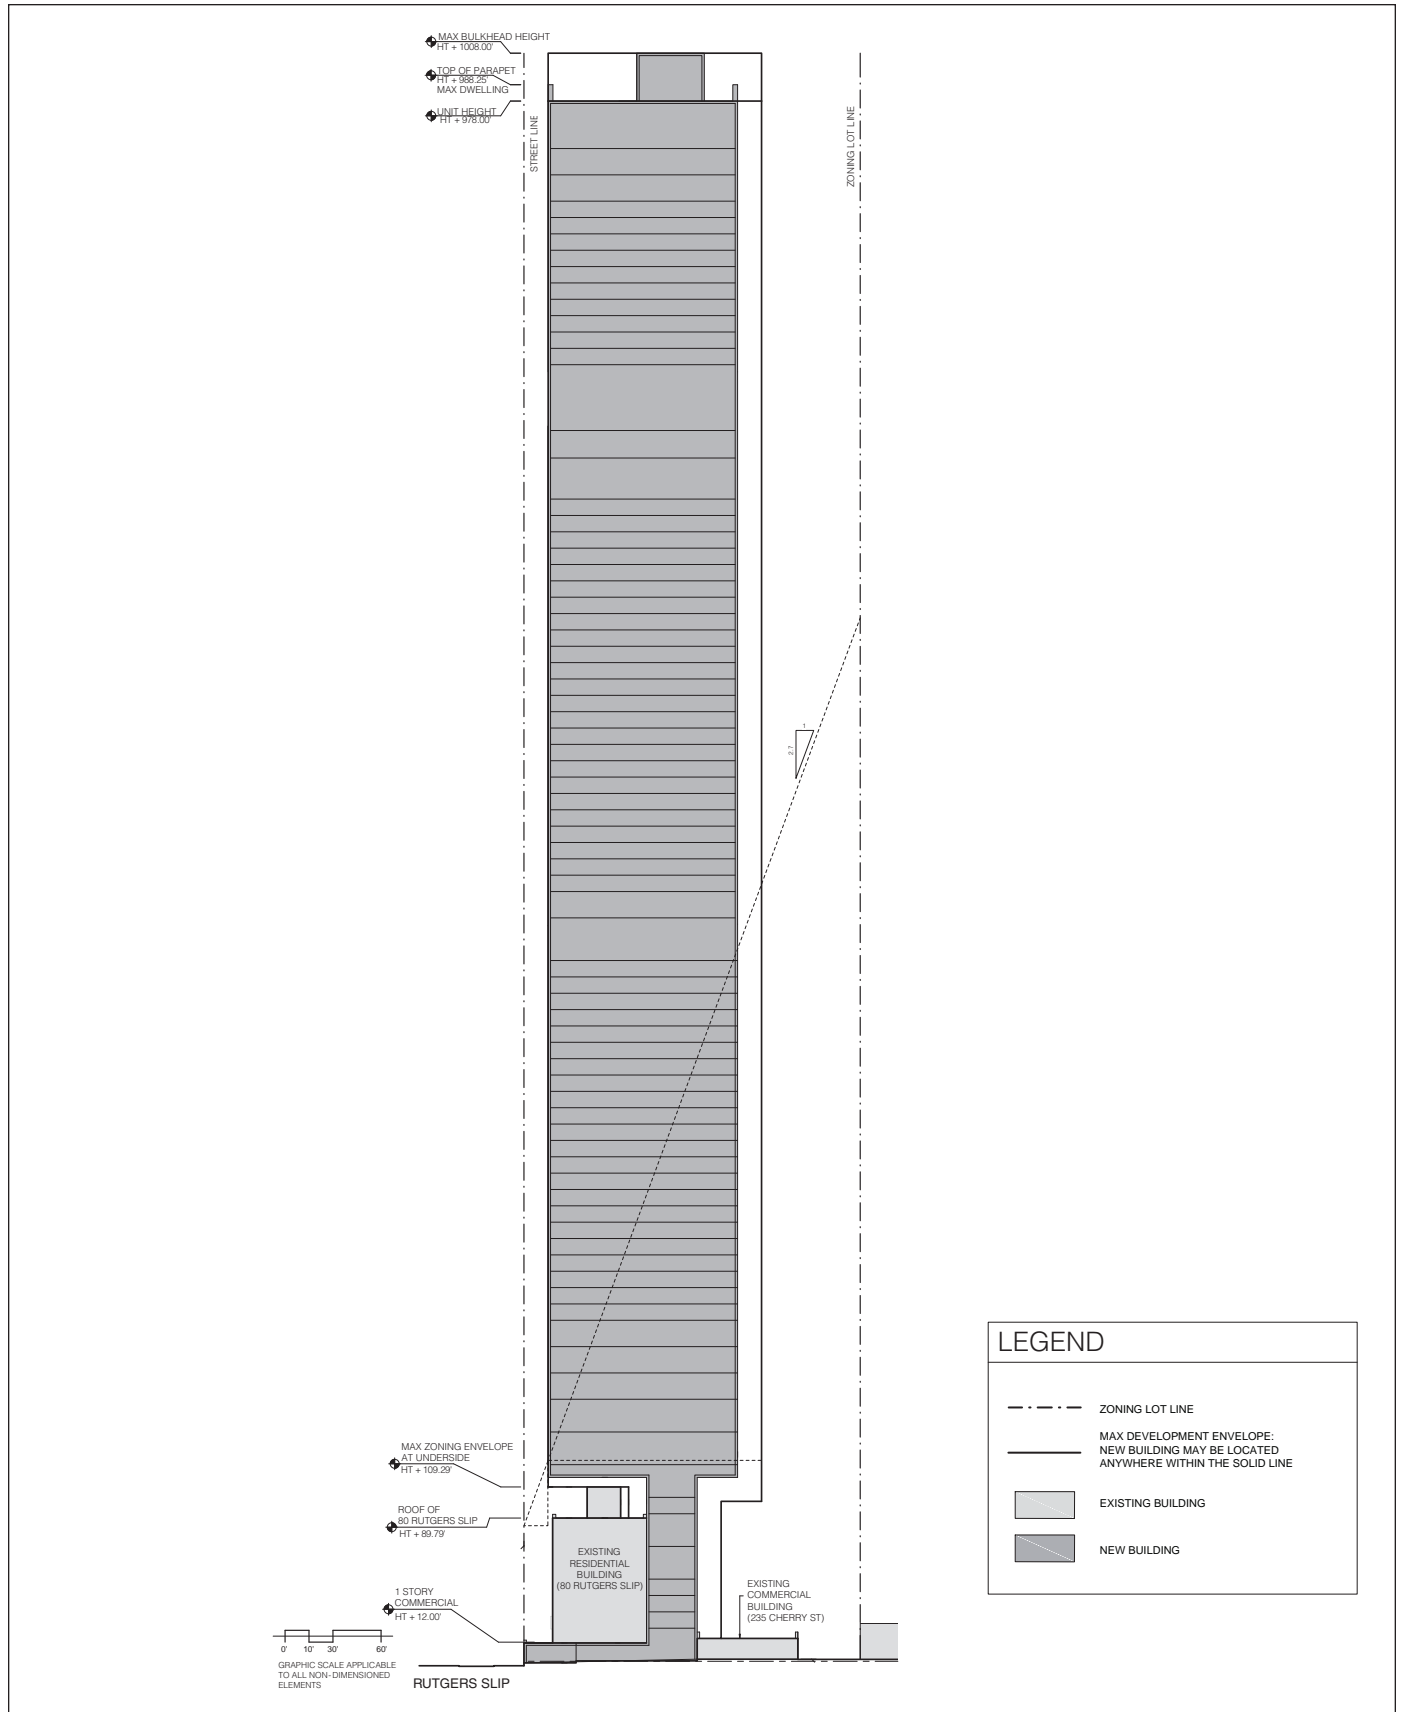 MAX BULKHEAD HEIGHT
HT + 1008.00'
TOP OF PARAPET
HT + 988.25'
MAX DWELLING
UNIT HEIGHT
HT + 978.00'
STREET LINE
ZONING LOT LINE
1
2.7
MAX ZONING ENVELOPE
AT UNDERSIDE
HT + 109.29'
ROOF OF
80 RUTGERS SLIP
HT + 89.79'
EXISTING
RESIDENTIAL
BUILDING
(80 RUTGERS SLIP)
1 STORY
COMMERCIAL
HT + 12.00'
EXISTING
COMMERCIAL
BUILDING
(235 CHERRY ST)
0' 10' 30' 60'
GRAPHIC SCALE APPLICABLE
TO ALL NON-DIMENSIONED
ELEMENTS
RUTGERS SLIP
LEGEND
ZONING LOT LINE
MAX DEVELOPMENT ENVELOPE:
NEW BUILDING MAY BE LOCATED
ANYWHERE WITHIN THE SOLID LINE
EXISTING BUILDING
NEW BUILDING